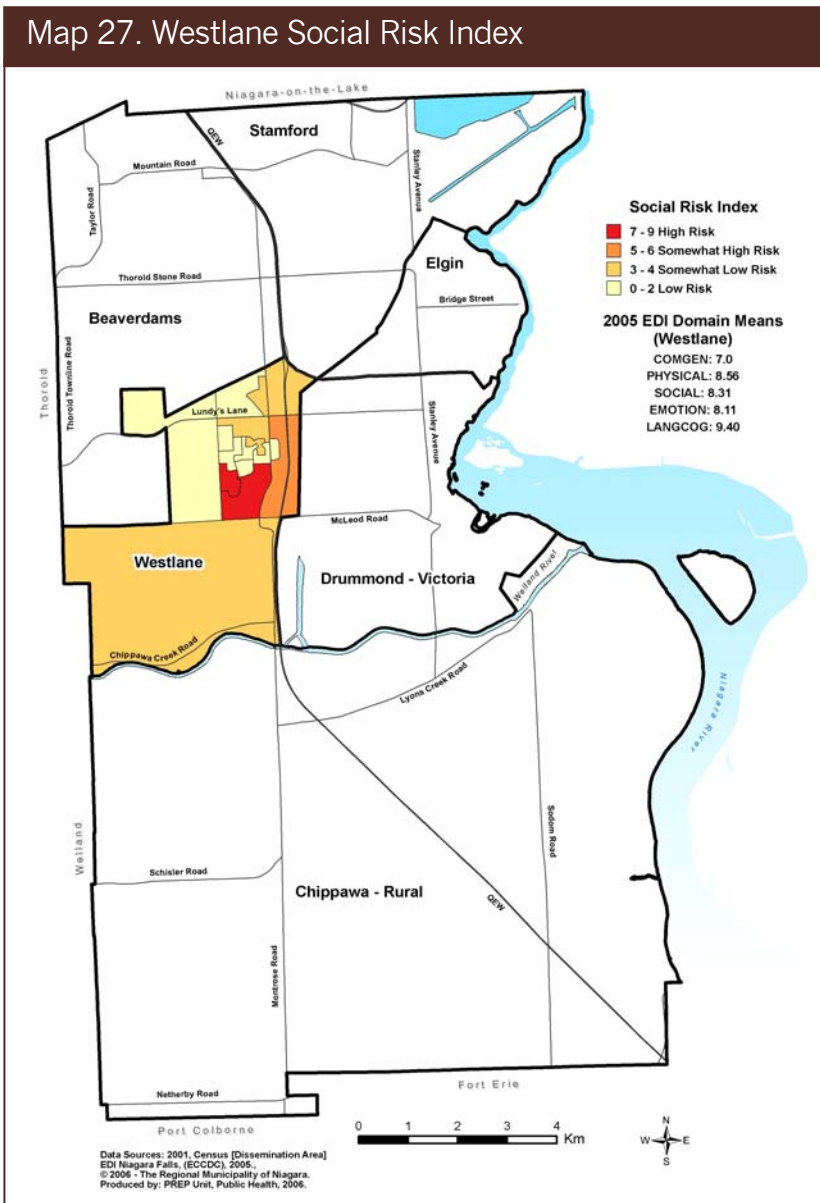 Map 27. Westlane Social Risk Index
Niagara-on-the-Lake
QEW
Stamford
Mountain Road
Taylor Road
Stanley Avenue
Social Risk Index
7 - 9 High Risk
5 - 6 Somewhat High Risk
3 - 4 Somewhat Low Risk
0 - 2 Low Risk
Elgin
Thorold Stone Road
Bridge Street
Beaverdams
2005 EDI Domain Means
(Westlane)
COMGEN: 7.0
PHYSICAL: 8.56
SOCIAL: 8.31
EMOTION: 8.11
LANGCOG: 9.40
Thorold
Thorold Townline Road
Lundy's Lane
Stanley Avenue
McLeod Road
Westlane
Drummond - Victoria
Welland River
Chippawa Creek Road
Lyons Creek Road
Niagara River
Welland
Sodom Road
Schisler Road
Chippawa - Rural
QEW
Montrose Road
Netherby Road
Fort Erie
Port Colborne
0 1 2 3 4
Km
N
W E
S
Data Sources: 2001, Census [Dissemination Area]
EDI Niagara Falls, (ECCDC), 2005.,
© 2006 - The Regional Municipality of Niagara.
Produced by: PREP Unit, Public Health, 2006.